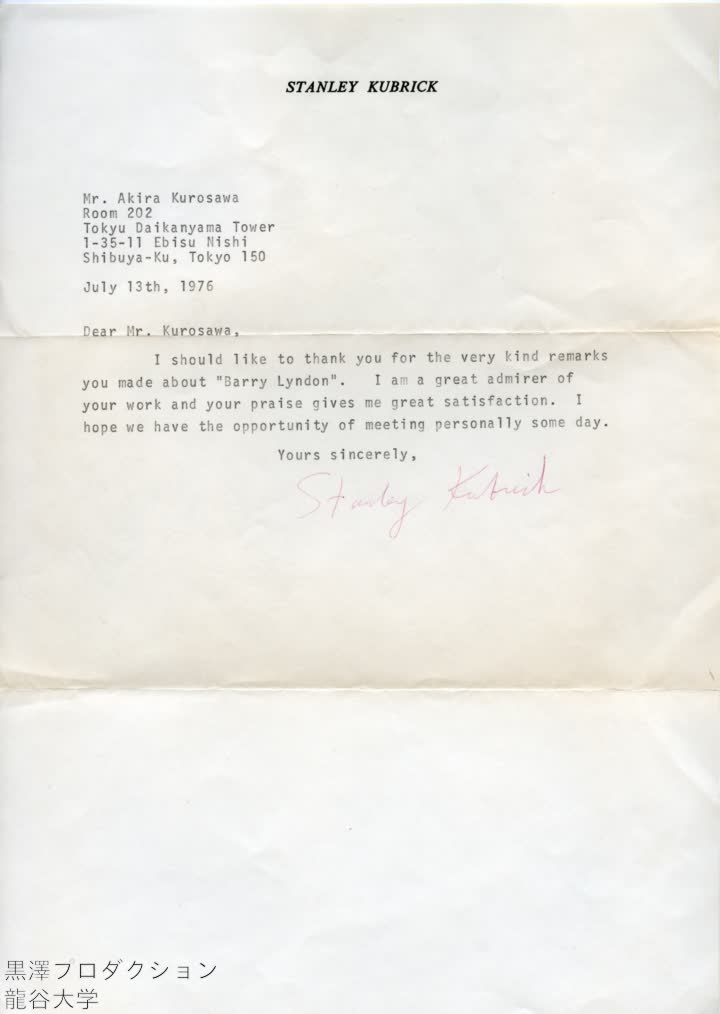 STANLEY KUBRICK
Mr. Akira Kurosawa
Room 202
Tokyu Daikanyama Tower
1-35-11 Ebisu Nishi
Shibuya-Ku, Tokyo 150
July 13th, 1976
Dear Mr. Kurosawa,
I should like to thank you for the very kind remarks
you made about "Barry Lyndon". I am a great admirer of
your work and your praise gives me great satisfaction. I
hope we have the opportunity of meeting personally some day.
Yours sincerely,
Stanley Kubrick
黒澤プロダクション
龍谷大学